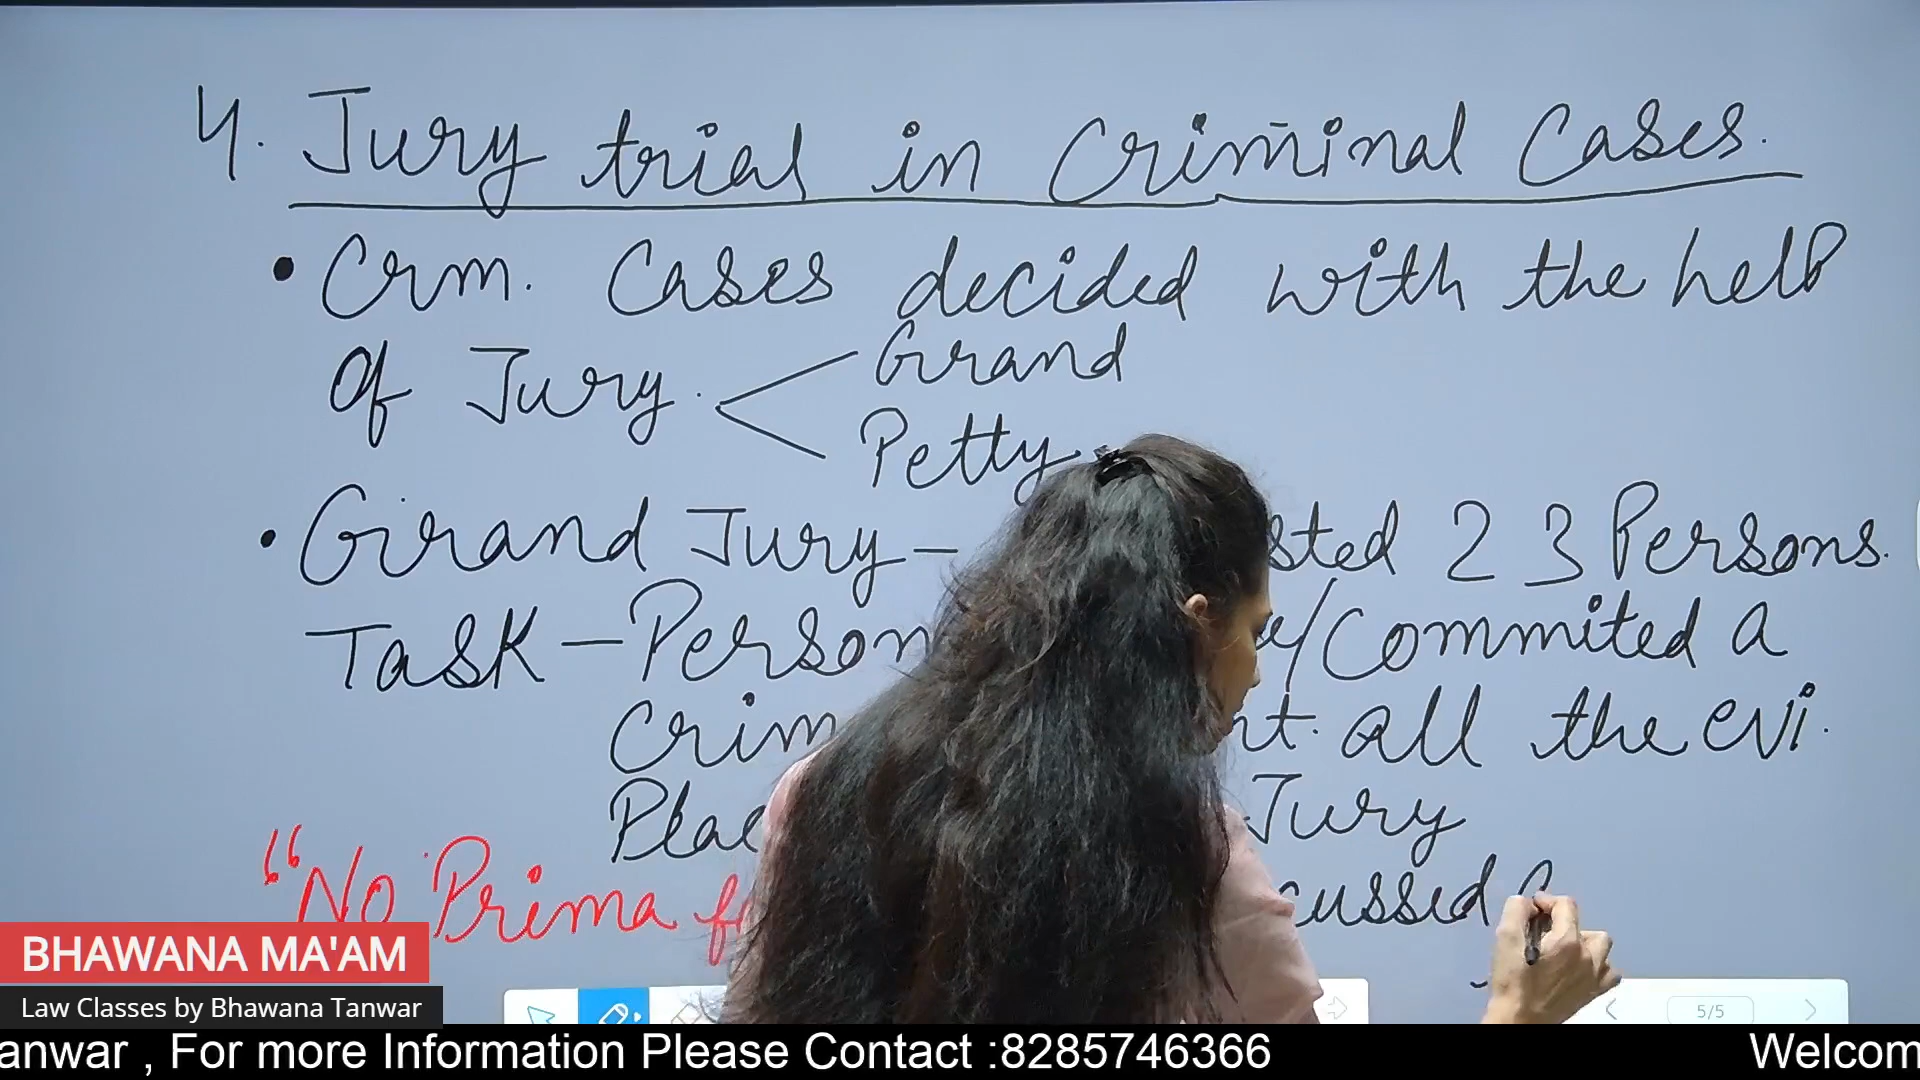 4. Jury trial in Criminal Cases.
• Crm. Cases decided with the help
Of Jury. < Grand
Petty
• Grand Jury - sted 23 Persons.
Task - Person /Commited a
Crim nt. all the evi.
Plac Jury
"No Prima f cussed
BHAWANA MA'AM
Law Classes by Bhawana Tanwar
5/5
anwar , For more Information Please Contact :8285746366 Welcom